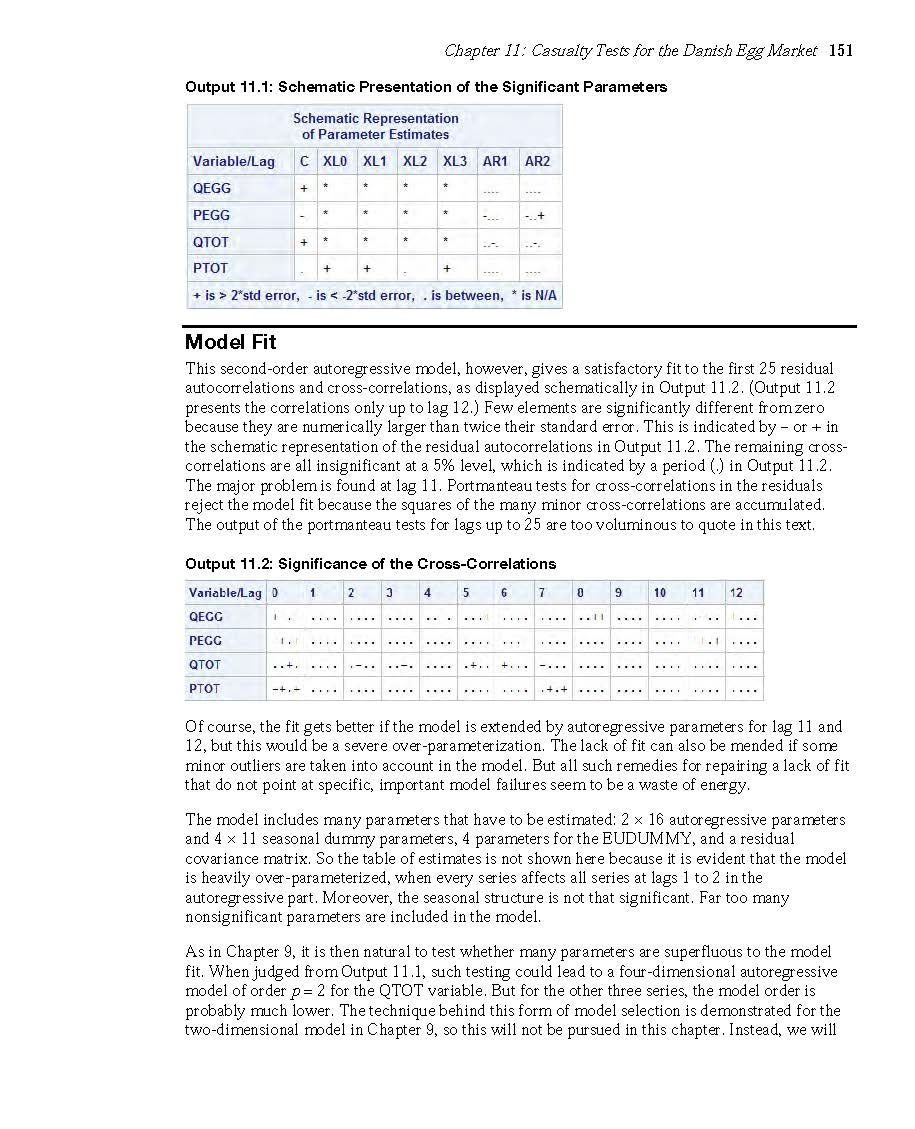 Chapter 11: Casualty Tests for the Danish Egg Market 151
Output 11.1: Schematic Presentation of the Significant Parameters
Schematic Representation
of Parameter Estimates
Variable/Lag C XL0 XL1 XL2 XL3 AR1 AR2
QEGG + * * * * .... ....
PEGG - * * * * -... -..+
QTOT + * * * * ..-. ..-.
PTOT . + + . + .... ....
+ is > 2*std error, - is < -2*std error, . is between, * is N/A
Model Fit
This second-order autoregressive model, however, gives a satisfactory fit to the first 25 residual
autocorrelations and cross-correlations, as displayed schematically in Output 11.2. (Output 11.2
presents the correlations only up to lag 12.) Few elements are significantly different from zero
because they are numerically larger than twice their standard error. This is indicated by – or + in
the schematic representation of the residual autocorrelations in Output 11.2. The remaining cross-
correlations are all insignificant at a 5% level, which is indicated by a period (.) in Output 11.2.
The major problem is found at lag 11. Portmanteau tests for cross-correlations in the residuals
reject the model fit because the squares of the many minor cross-correlations are accumulated.
The output of the portmanteau tests for lags up to 25 are too voluminous to quote in this text.
Output 11.2: Significance of the Cross-Correlations
Variable/Lag 0 1 2 3 4 5 6 7 8 9 10 11 12
QEGG
PEGG
QTOT ..+. .... .-.. ..-. .... .+.. +... -... .... .... .... .... ....
PTOT -+.+ .... .... .... .... .... .... .+.+ .... .... .... .... ....
Of course, the fit gets better if the model is extended by autoregressive parameters for lag 11 and
12, but this would be a severe over-parameterization. The lack of fit can also be mended if some
minor outliers are taken into account in the model. But all such remedies for repairing a lack of fit
that do not point at specific, important model failures seem to be a waste of energy.
The model includes many parameters that have to be estimated: 2 × 16 autoregressive parameters
and 4 × 11 seasonal dummy parameters, 4 parameters for the EUDUMMY, and a residual
covariance matrix. So the table of estimates is not shown here because it is evident that the model
is heavily over-parameterized, when every series affects all series at lags 1 to 2 in the
autoregressive part. Moreover, the seasonal structure is not that significant. Far too many
nonsignificant parameters are included in the model.
As in Chapter 9, it is then natural to test whether many parameters are superfluous to the model
fit. When judged from Output 11.1, such testing could lead to a four-dimensional autoregressive
model of order p = 2 for the QTOT variable. But for the other three series, the model order is
probably much lower. The technique behind this form of model selection is demonstrated for the
two-dimensional model in Chapter 9, so this will not be pursued in this chapter. Instead, we will